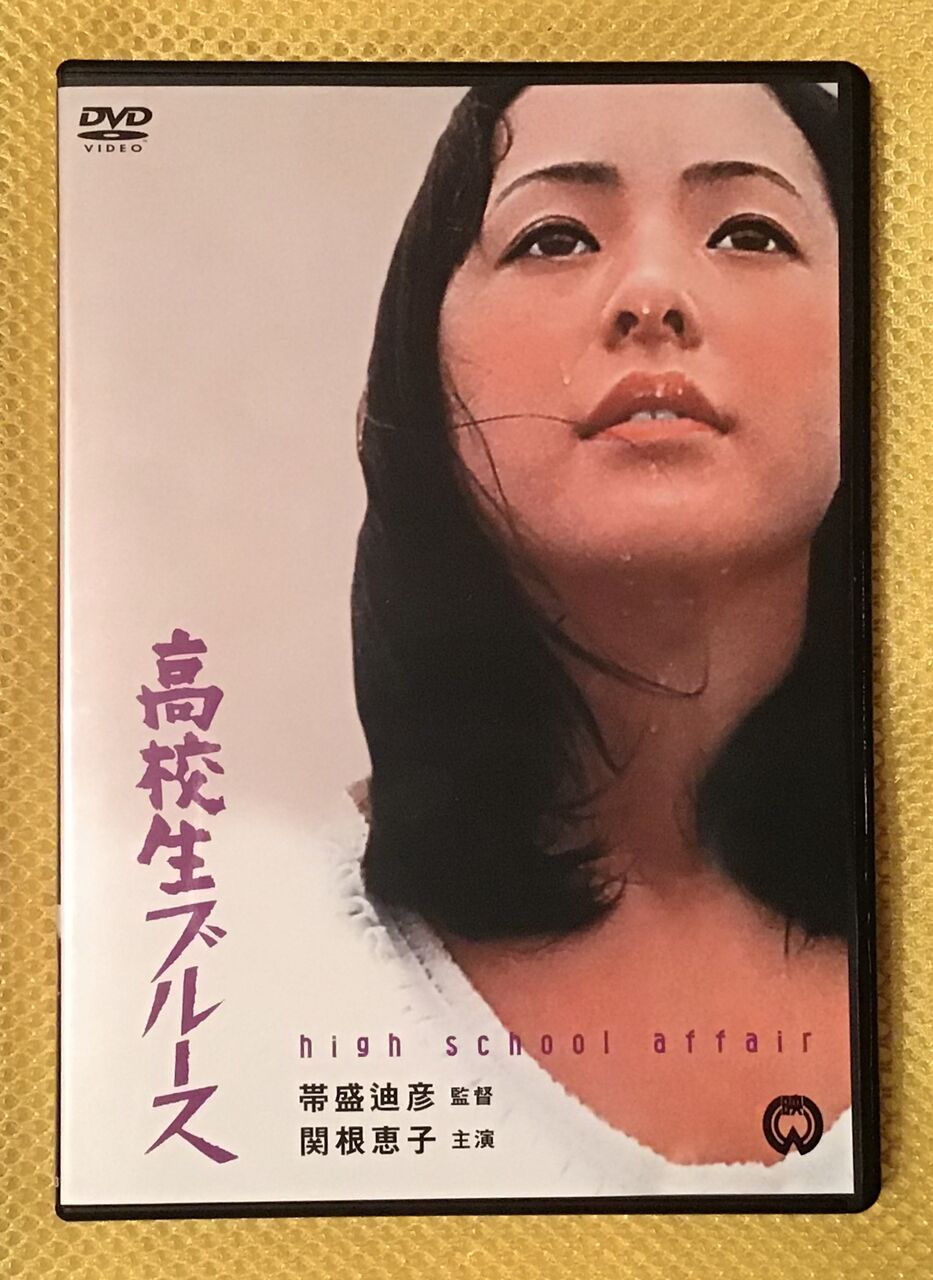 DVD
VIDEO
高校生ブルース
high school affair
帯盛迪彦 監督
関根恵子 主演
映